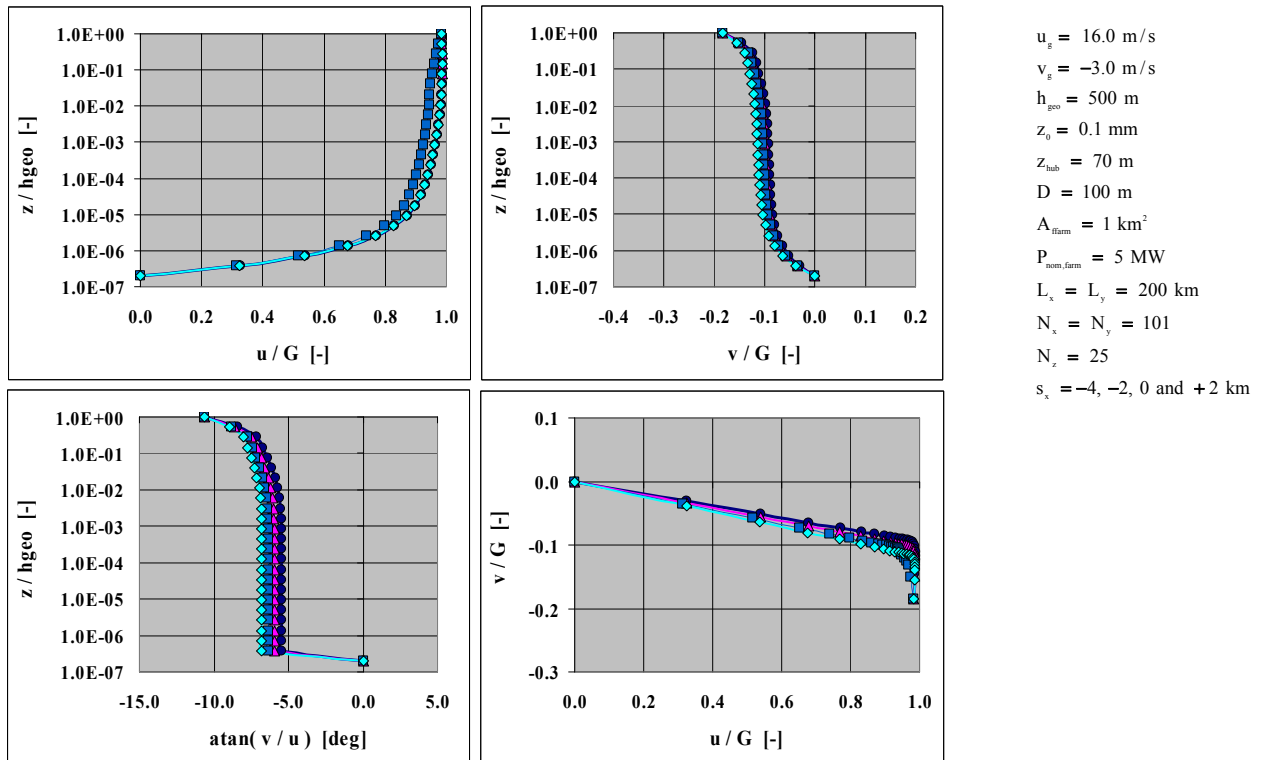 1.0E+00
1.0E-01
1.0E-02
1.0E-03
1.0E-04
1.0E-05
1.0E-06
1.0E-07
z / hgeo [-]
0.0 0.2 0.4 0.6 0.8 1.0
u / G [-]
1.0E+00
1.0E-01
1.0E-02
1.0E-03
1.0E-04
1.0E-05
1.0E-06
1.0E-07
z / hgeo [-]
-0.4 -0.3 -0.2 -0.1 0.0 0.1 0.2
v / G [-]
u_g = 16.0 m/s
v_g = −3.0 m/s
h_geo = 500 m
z_0 = 0.1 mm
z_hub = 70 m
D = 100 m
A_ffarm = 1 km²
P_nom,farm = 5 MW
L_x = L_y = 200 km
N_x = N_y = 101
N_z = 25
s_x = −4, −2, 0 and +2 km
1.0E+00
1.0E-01
1.0E-02
1.0E-03
1.0E-04
1.0E-05
1.0E-06
1.0E-07
z / hgeo [-]
-15.0 -10.0 -5.0 0.0 5.0
atan( v / u ) [deg]
0.1
0.0
-0.1
-0.2
-0.3
v / G [-]
0.0 0.2 0.4 0.6 0.8 1.0
u / G [-]